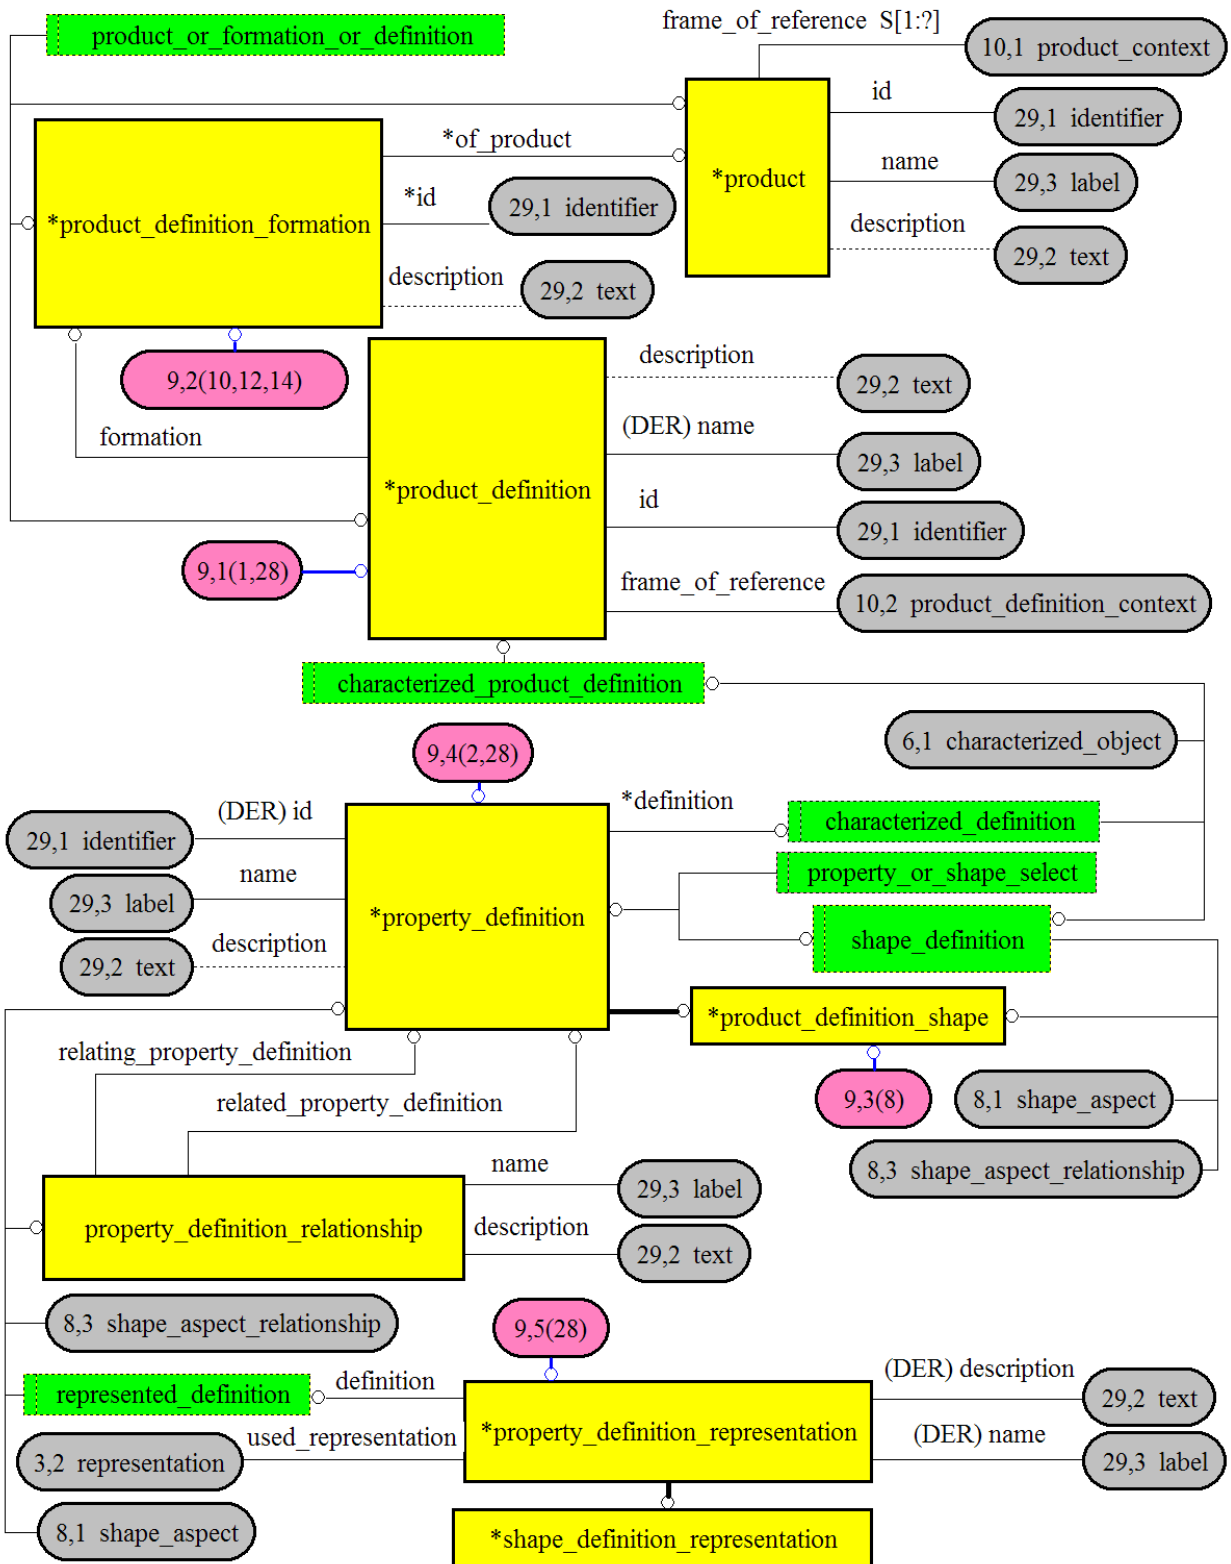 frame_of_reference S[1:?]
product_or_formation_or_definition
10,1 product_context
id
29,1 identifier
*of_product
*product
name
29,3 label
*id
29,1 identifier
*product_definition_formation
description
29,2 text
description
29,2 text
9,2(10,12,14)
description
29,2 text
formation
(DER) name
29,3 label
*product_definition
id
29,1 identifier
9,1(1,28)
frame_of_reference
10,2 product_definition_context
characterized_product_definition
9,4(2,28)
6,1 characterized_object
(DER) id
29,1 identifier
*definition
characterized_definition
name
29,3 label
property_or_shape_select
*property_definition
description
29,2 text
shape_definition
*product_definition_shape
relating_property_definition
related_property_definition
9,3(8)
8,1 shape_aspect
8,3 shape_aspect_relationship
name
29,3 label
property_definition_relationship
description
29,2 text
8,3 shape_aspect_relationship
9,5(28)
represented_definition
definition
(DER) description
29,2 text
*property_definition_representation
used_representation
3,2 representation
(DER) name
29,3 label
8,1 shape_aspect
*shape_definition_representation